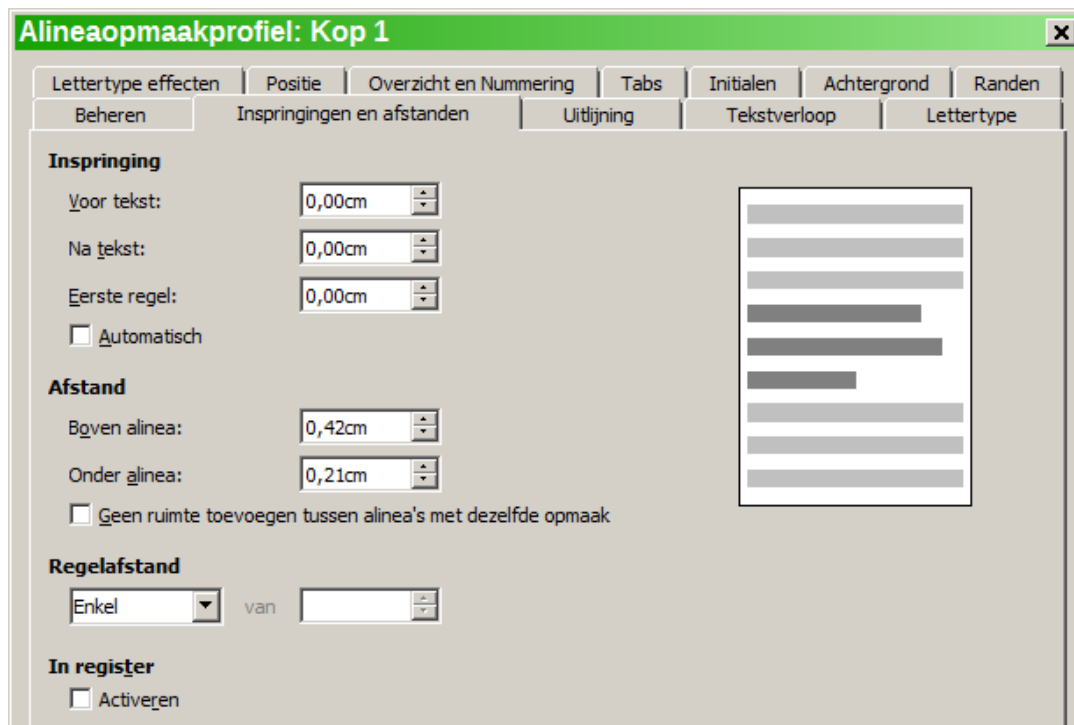 Alineaopmaakprofiel: Kop 1
Lettertype effecten Positie Overzicht en Nummering Tabs Initialen Achtergrond Randen
Beheren Inspringingen en afstanden Uitlijning Tekstverloop Lettertype
Inspringing
Voor tekst: 0,00cm
Na tekst: 0,00cm
Eerste regel: 0,00cm
Automatisch
Afstand
Boven alinea: 0,42cm
Onder alinea: 0,21cm
Geen ruimte toevoegen tussen alinea's met dezelfde opmaak
Regelafstand
Enkel van
In register
Activeren